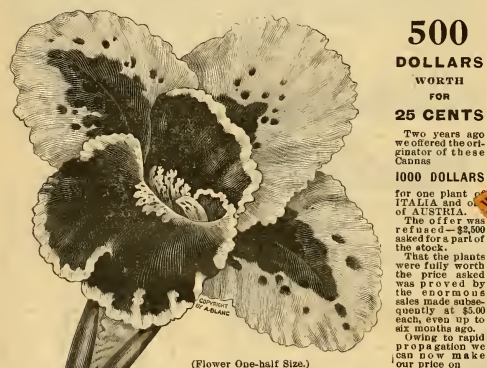 500
DOLLARS
WORTH
FOR
25 CENTS
Two years ago
we offered the ori-
ginator of these
Cannas
1000 DOLLARS
for one plant of
ITALIA and
of AUSTRIA.
The offer was
refused—$2,500
asked for a part of
the stock.
That the plants
were fully worth
the price asked
was proved by
the enormous
sales made subse-
quently at $5.00
each, even up to
six months ago.
Owing to rapid
propagation we
can now make
our price on
COPYRIGHT
BY A. BLANC
(Flower One-half Size.)